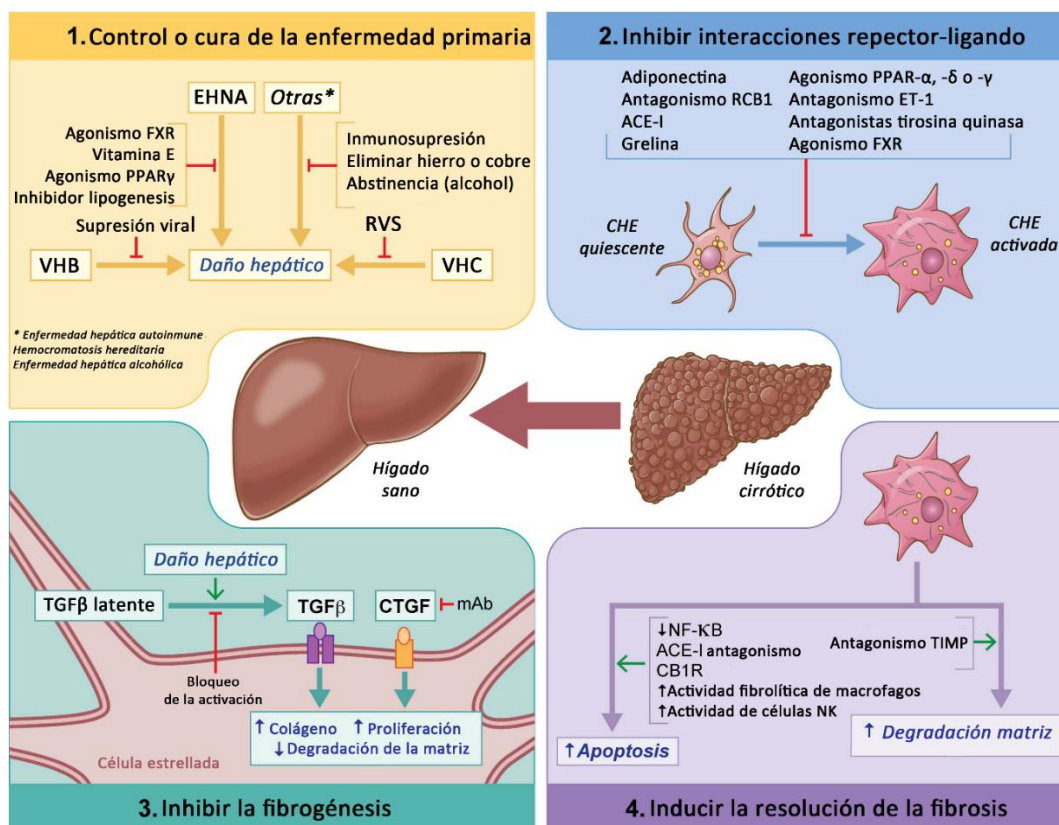 1. Control o cura de la enfermedad primaria
EHNA
Otras*
Agonismo FXR
Vitamina E
Agonismo PPARγ
Inhibidor lipogenesis
Inmunosupresión
Eliminar hierro o cobre
Abstinencia (alcohol)
Supresión viral
RVS
VHB
Daño hepático
VHC
* Enfermedad hepática autoinmune
Hemocromatosis hereditaria
Enfermedad hepática alcohólica
2. Inhibir interacciones repector-ligando
Adiponectina
Antagonismo RCB1
ACE-I
Grelina
Agonismo PPAR-α, -δ o -γ
Antagonismo ET-1
Antagonistas tirosina quinasa
Agonismo FXR
CHE
quiescente
CHE
activada
Hígado
sano
Hígado
cirrótico
Daño hepático
TGFβ latente
TGFβ
CTGF
mAb
Bloqueo
de la activación
↑ Colágeno ↑ Proliferación
↓ Degradación de la matriz
Célula estrellada
3. Inhibir la fibrogénesis
↓NF-κB
ACE-I antagonismo
CB1R
↑Actividad fibrolítica de macrofagos
↑Actividad de células NK
Antagonismo TIMP
↑Apoptosis
↑ Degradación matriz
4. Inducir la resolución de la fibrosis